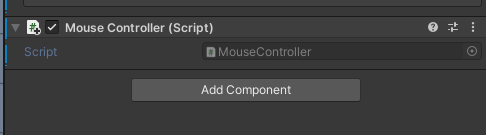 Mouse Controller (Script)
Script MouseController
Add Component